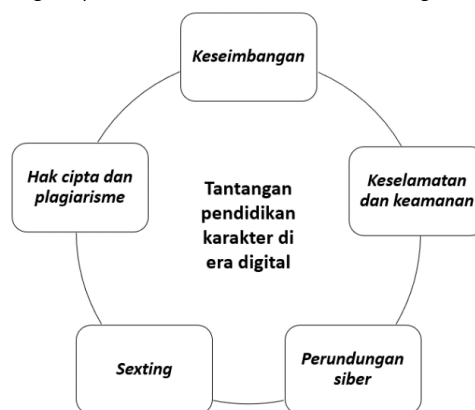 Keseimbangan
Keselamatan
dan keamanan
Perundungan
siber
Sexting
Hak cipta dan
plagiarisme
Tantangan
pendidikan
karakter di
era digital